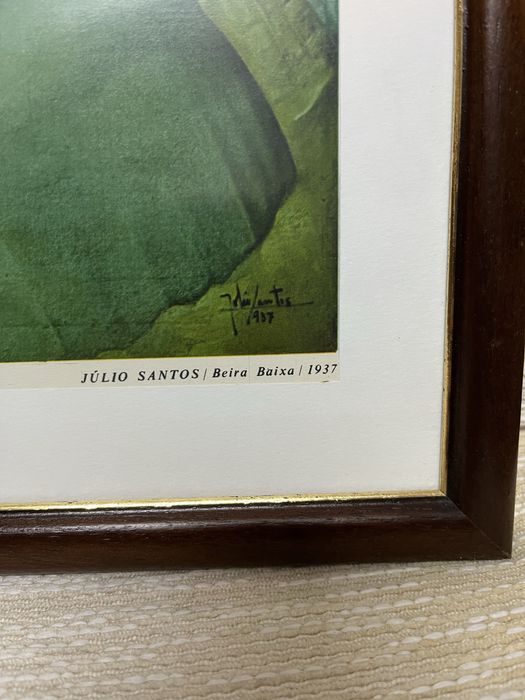 Júlio Santos
1937
JÚLIO SANTOS / Beira Baixa / 1937